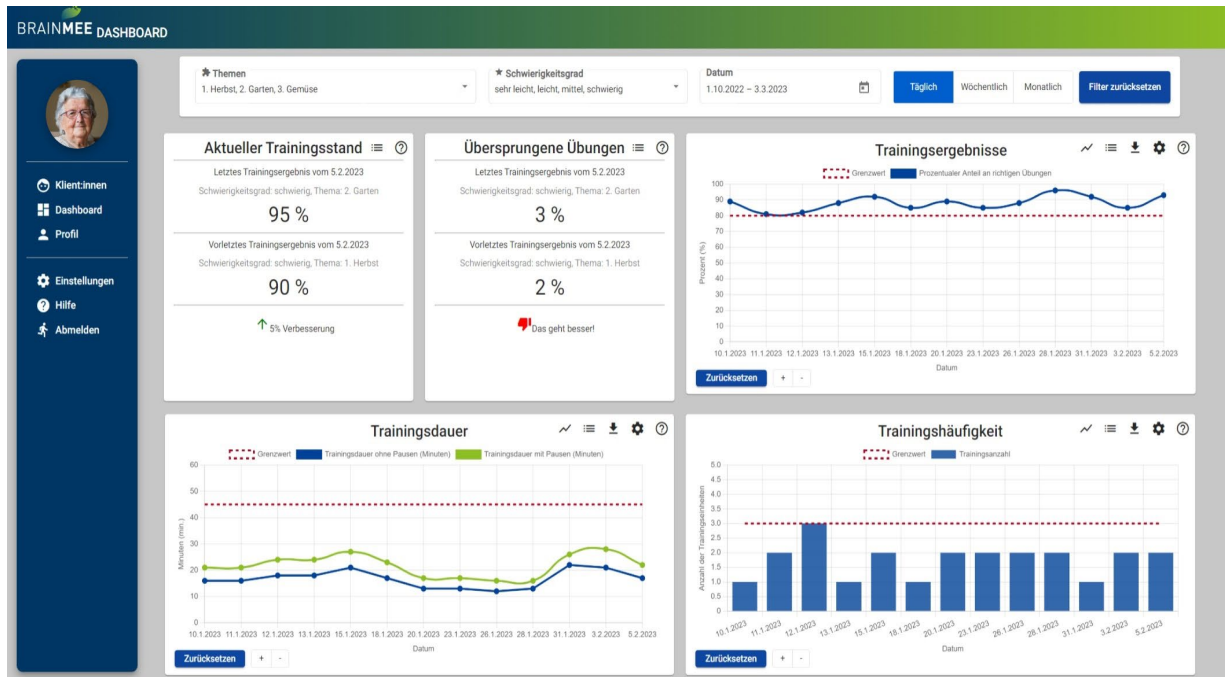 BRAINMEE DASHBOARD
Klient:innen
Dashboard
Profil
Einstellungen
Hilfe
Abmelden
Themen
1. Herbst, 2. Garten, 3. Gemüse
Schwierigkeitsgrad
sehr leicht, leicht, mittel, schwierig
Datum
1.10.2022 – 3.3.2023
Täglich Wöchentlich Monatlich
Filter zurücksetzen
Aktueller Trainingsstand
Letztes Trainingsergebnis vom 5.2.2023
Schwierigkeitsgrad: schwierig, Thema: 2. Garten
95 %
Vorletztes Trainingsergebnis vom 5.2.2023
Schwierigkeitsgrad: schwierig, Thema: 1. Herbst
90 %
5% Verbesserung
Übersprungene Übungen
Letztes Trainingsergebnis vom 5.2.2023
Schwierigkeitsgrad: schwierig, Thema: 2. Garten
3 %
Vorletztes Trainingsergebnis vom 5.2.2023
Schwierigkeitsgrad: schwierig, Thema: 1. Herbst
2 %
Das geht besser!
Trainingsergebnisse
Grenzwert Prozentualer Anteil an richtigen Übungen
Prozent (%)
100
90
80
70
60
50
40
30
20
10
0
10.1.2023 11.1.2023 12.1.2023 13.1.2023 15.1.2023 18.1.2023 20.1.2023 23.1.2023 26.1.2023 28.1.2023 31.1.2023 3.2.2023 5.2.2023
Datum
Zurücksetzen + -
Trainingsdauer
Grenzwert Trainingsdauer ohne Pausen (Minuten) Trainingsdauer mit Pausen (Minuten)
Minuten (min.)
60
50
40
30
20
10
0
10.1.2023 11.1.2023 12.1.2023 13.1.2023 15.1.2023 18.1.2023 20.1.2023 23.1.2023 26.1.2023 28.1.2023 31.1.2023 3.2.2023 5.2.2023
Datum
Zurücksetzen + -
Trainingshäufigkeit
Grenzwert Trainingsanzahl
Anzahl der Trainingseinheiten
5.0
4.5
4.0
3.5
3.0
2.5
2.0
1.5
1.0
0.5
0
10.1.2023 11.1.2023 12.1.2023 13.1.2023 15.1.2023 18.1.2023 20.1.2023 23.1.2023 26.1.2023 28.1.2023 31.1.2023 3.2.2023 5.2.2023
Datum
Zurücksetzen + -